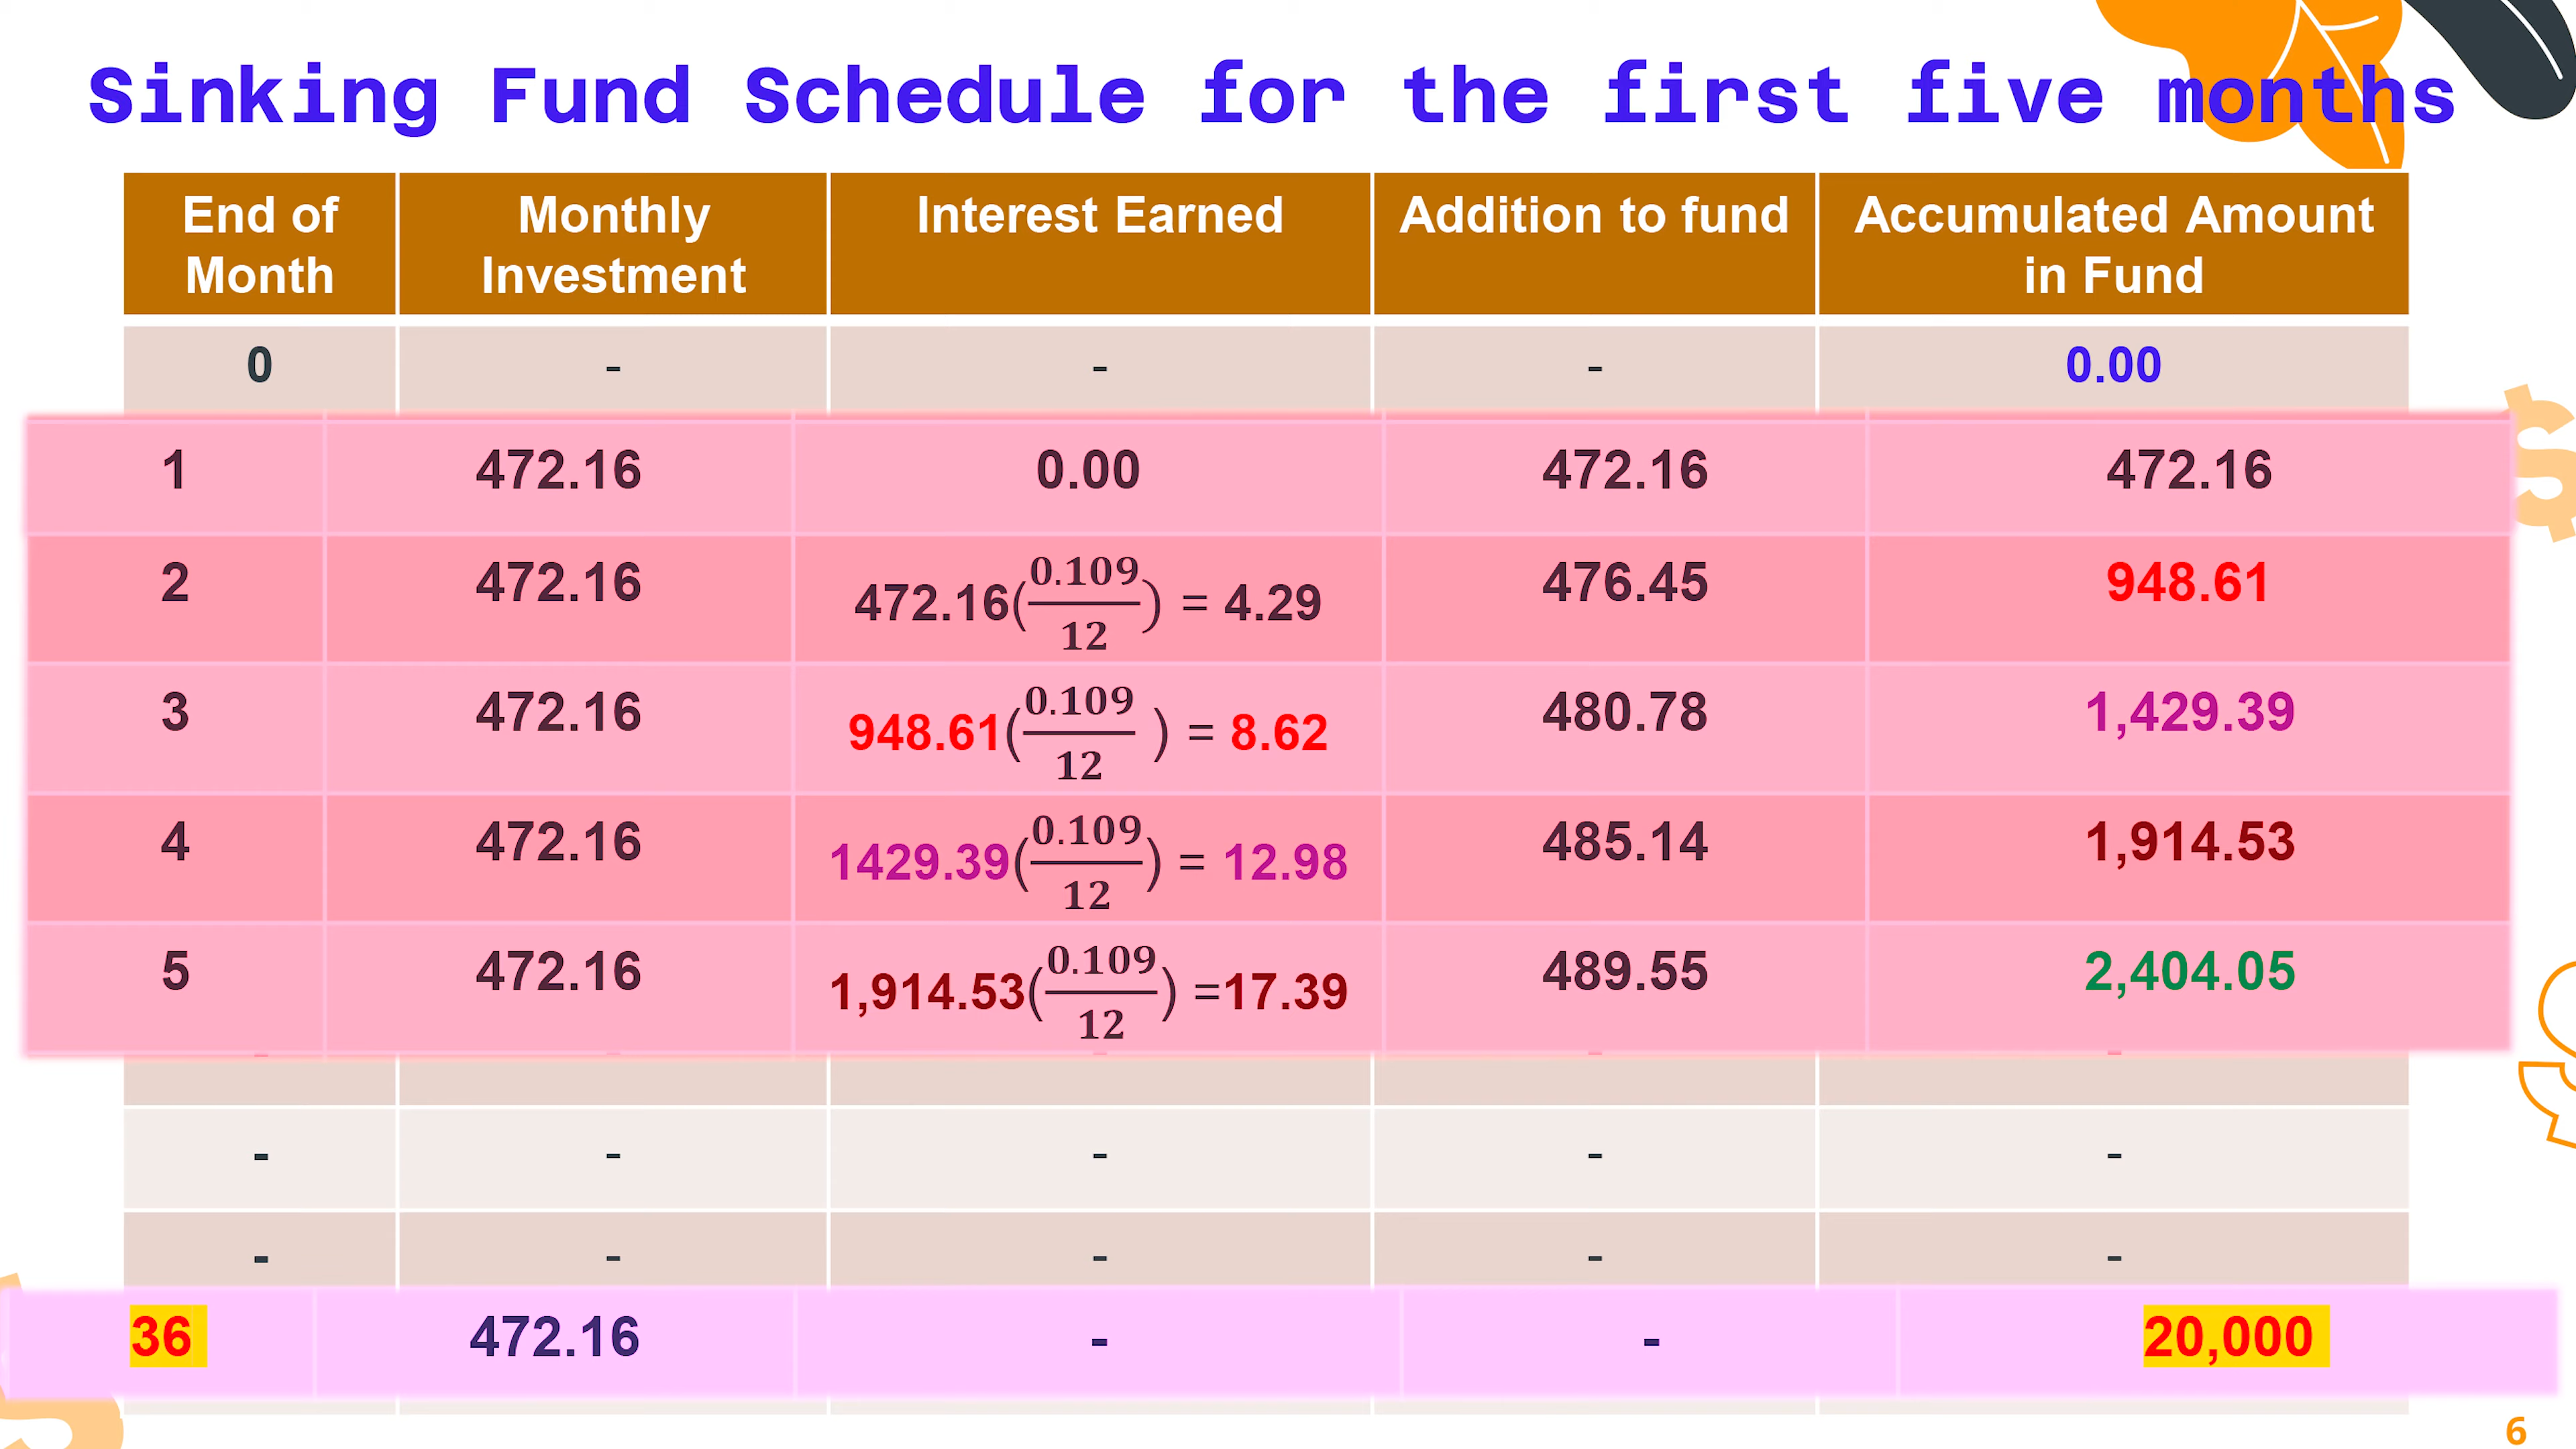 Sinking Fund Schedule for the first five months
End of Month | Monthly Investment | Interest Earned | Addition to fund | Accumulated Amount in Fund
0 | - | - | - | 0.00
1 | 472.16 | 0.00 | 472.16 | 472.16
2 | 472.16 | 472.16(0.109/12) = 4.29 | 476.45 | 948.61
3 | 472.16 | 948.61(0.109/12) = 8.62 | 480.78 | 1,429.39
4 | 472.16 | 1429.39(0.109/12) = 12.98 | 485.14 | 1,914.53
5 | 472.16 | 1,914.53(0.109/12) =17.39 | 489.55 | 2,404.05
- | - | - | - | -
- | - | - | - | -
- | - | - | - | -
36 | 472.16 | - | - | 20,000
6